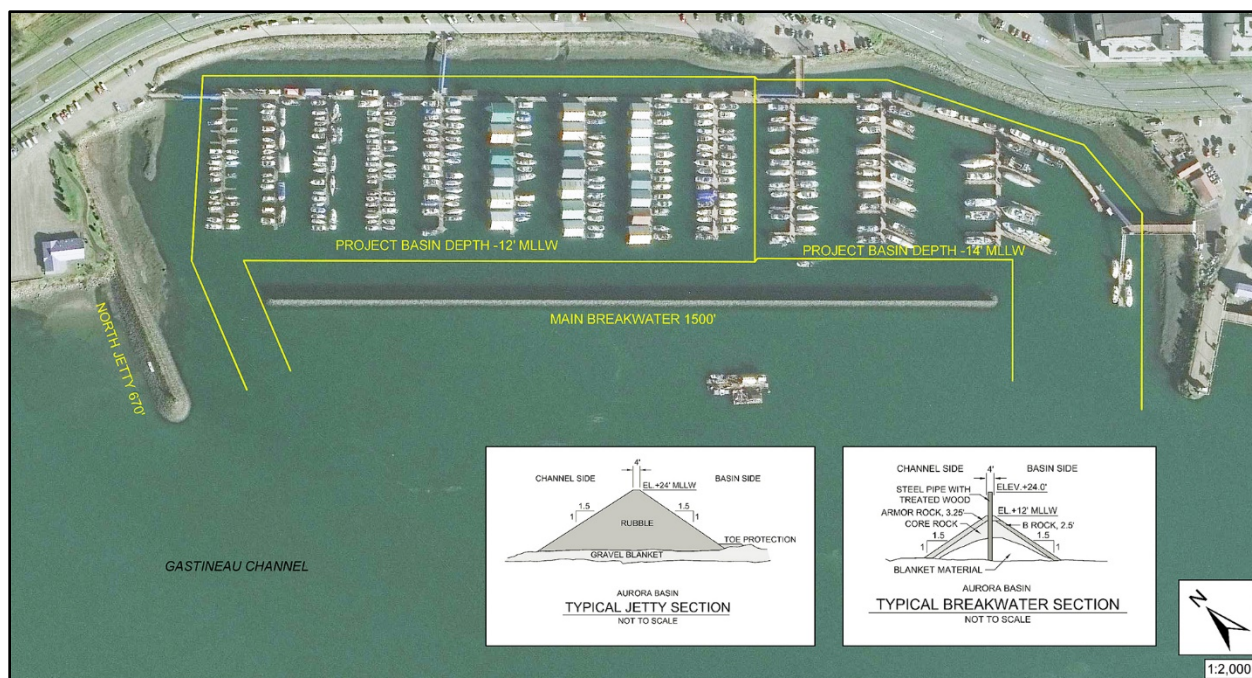 PROJECT BASIN DEPTH -12' MLLW
PROJECT BASIN DEPTH -14' MLLW
MAIN BREAKWATER 1500'
NORTH JETTY 670'
GASTINEAU CHANNEL
CHANNEL SIDE
4'
BASIN SIDE
EL.+24' MLLW
1.5
1
1.5
1
RUBBLE
TOE PROTECTION
GRAVEL BLANKET
AURORA BASIN
TYPICAL JETTY SECTION
NOT TO SCALE
CHANNEL SIDE
4'
BASIN SIDE
STEEL PIPE WITH
TREATED WOOD
ELEV.+24.0'
ARMOR ROCK, 3.25'
EL.+12' MLLW
CORE ROCK
B ROCK, 2.5'
1.5
1
1.5
1
BLANKET MATERIAL
AURORA BASIN
TYPICAL BREAKWATER SECTION
NOT TO SCALE
N
1:2,000